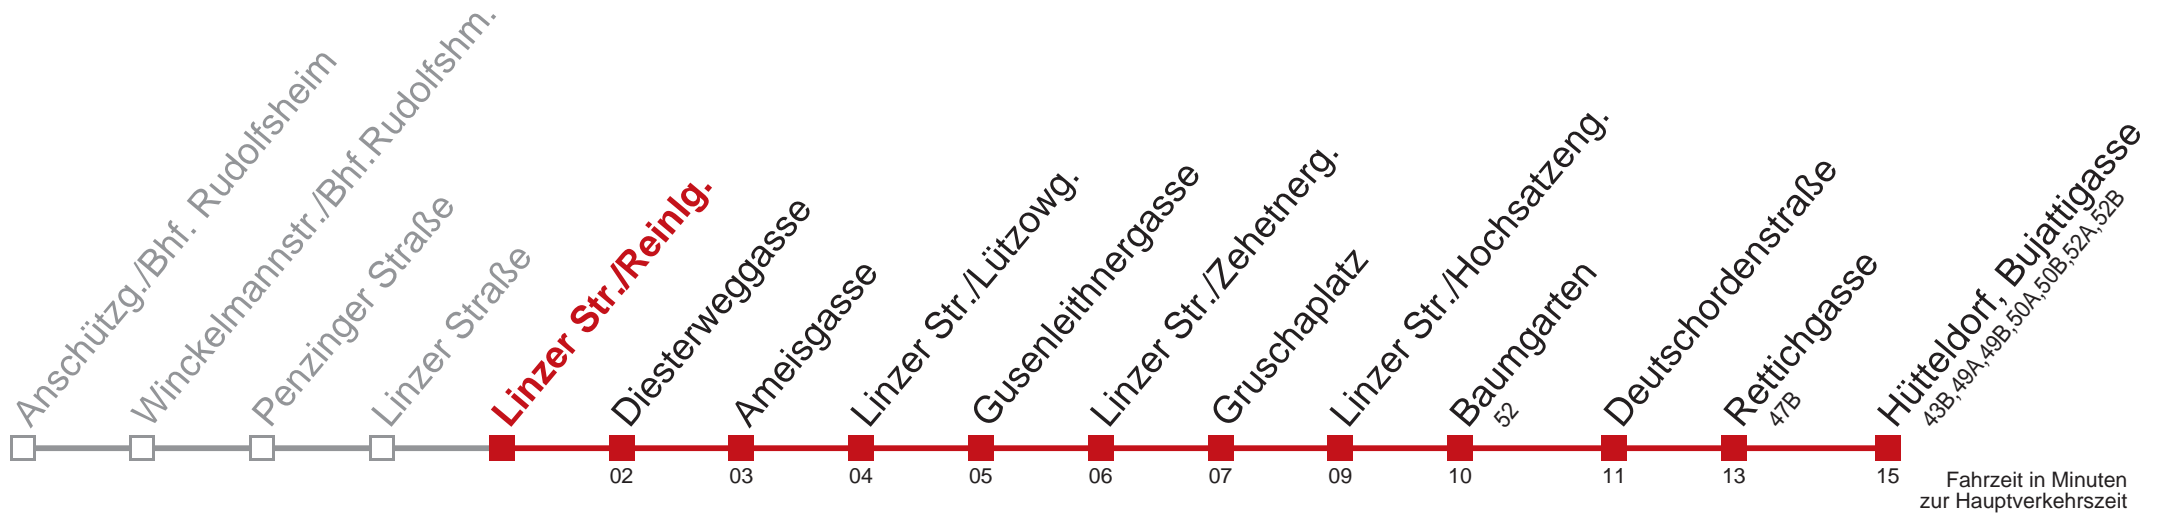 Anschützg./Bhf. Rudolfsheim
Winckelmannstr./Bhf.Rudolfshm.
Penzinger Straße
Linzer Straße
Linzer Str./Reinlg.
Diesterweggasse
Ameisgasse
Linzer Str./Lützowg.
Gusenleithnergasse
Linzer Str./Zehetnerg.
Gruschaplatz
Linzer Str./Hochsatzeng.
Baumgarten
52
Deutschordenstraße
Rettichgasse
47B
Hütteldorf, Bujattigasse
43B,49A,49B,50A,50B,52A,52B
02 03 04 05 06 07 09 10 11 13 15
Fahrzeit in Minuten
zur Hauptverkehrszeit